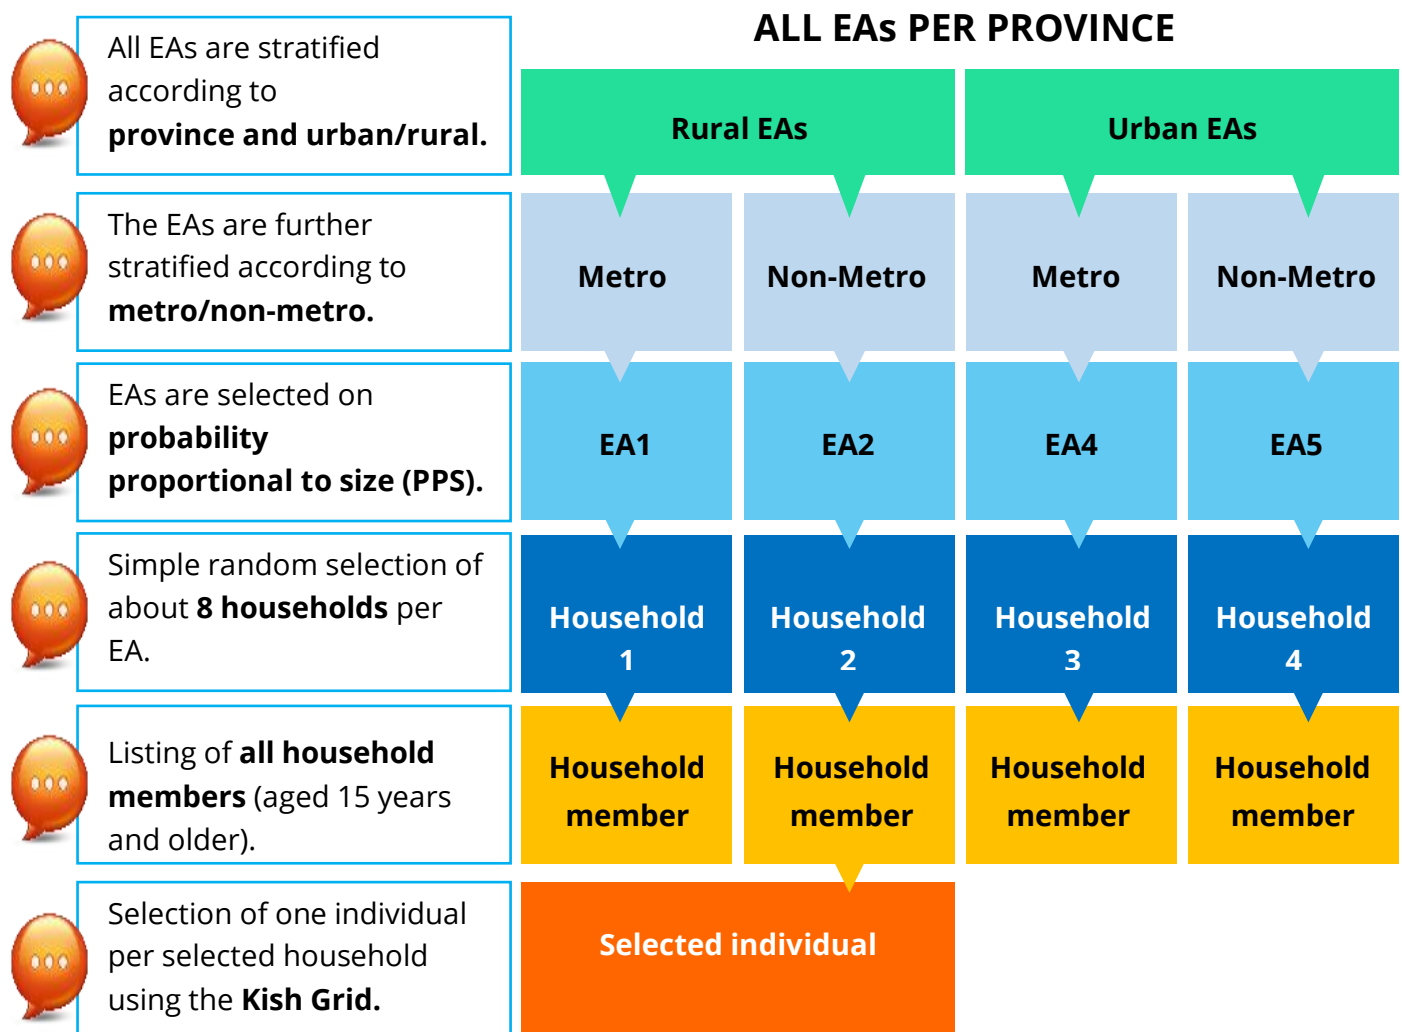 ALL EAs PER PROVINCE
All EAs are stratified
according to
province and urban/rural.
Rural EAs
Urban EAs
The EAs are further
stratified according to
metro/non-metro.
Metro
Non-Metro
Metro
Non-Metro
EAs are selected on
probability
proportional to size (PPS).
EA1
EA2
EA4
EA5
Simple random selection of
about 8 households per
EA.
Household
1
Household
2
Household
3
Household
4
Listing of all household
members (aged 15 years
and older).
Household
member
Household
member
Household
member
Household
member
Selection of one individual
per selected household
using the Kish Grid.
Selected individual